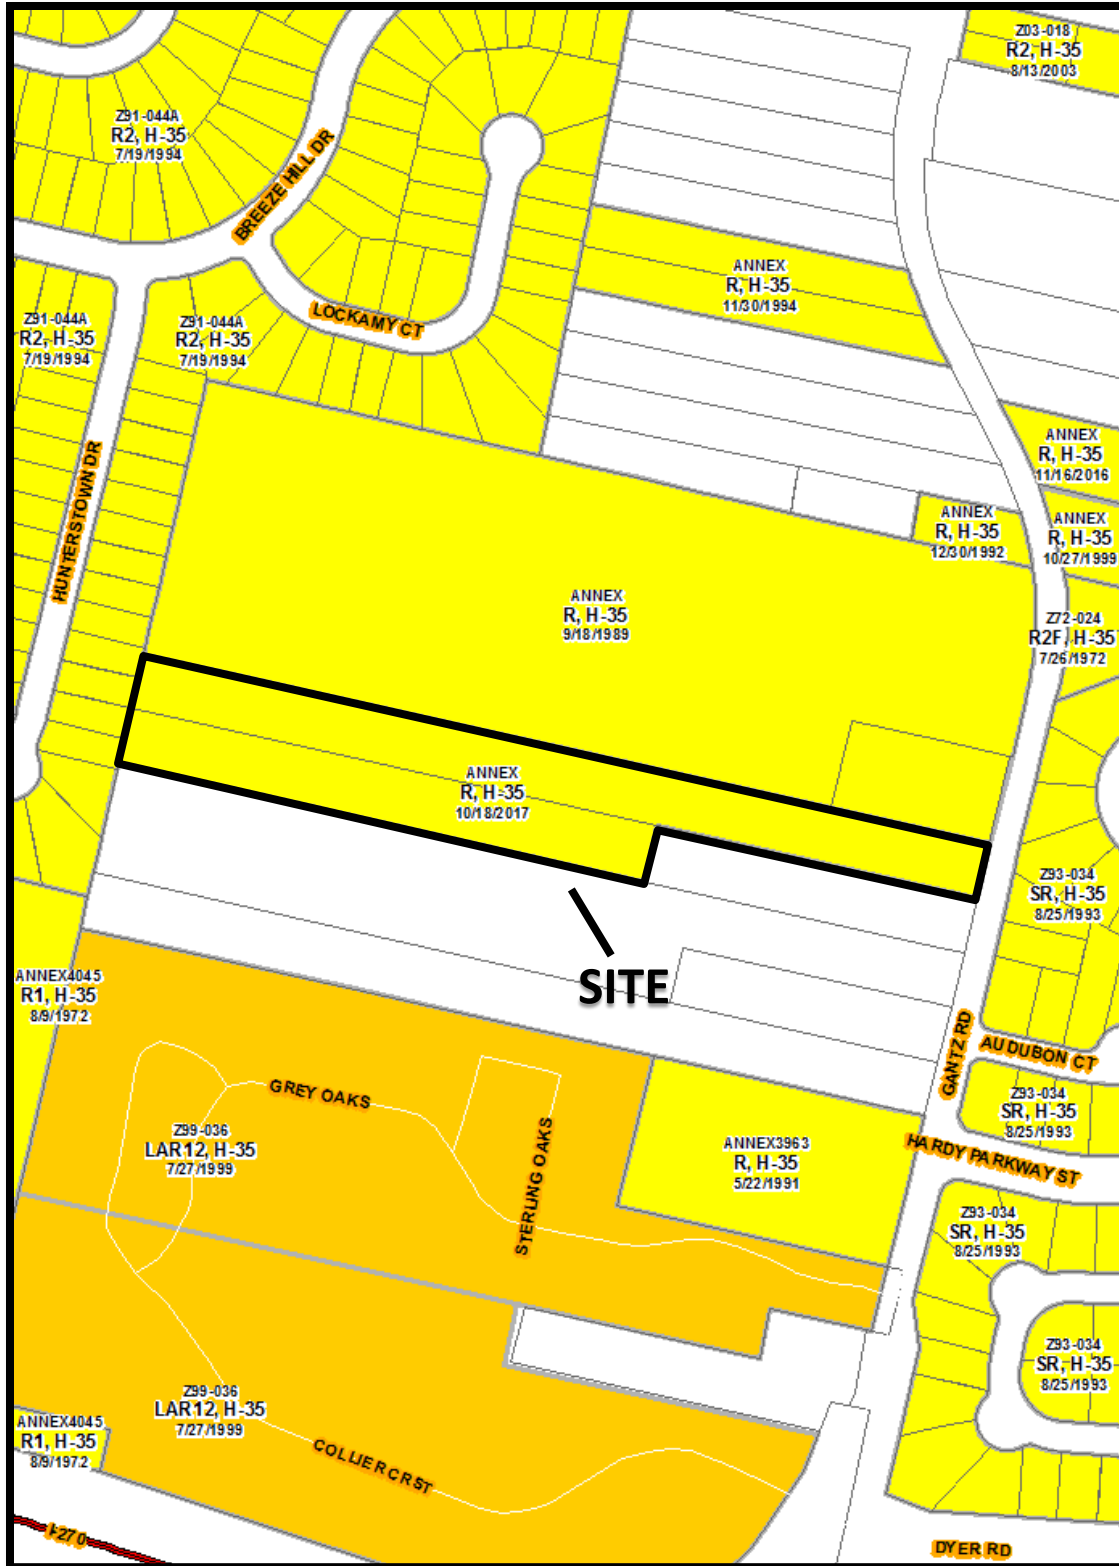 Z03-018
R2, H-35
8/13/2003
Z91-044A
R2, H-35
7/19/1994
BREEZE HILL DR
ANNEX
R, H-35
11/30/1994
LOCKAMY CT
Z91-044A
R2, H-35
7/19/1994
Z91-044A
R2, H-35
7/19/1994
ANNEX
R, H-35
11/16/2016
HUNTERSTOWN DR
ANNEX
R, H-35
12/30/1992
ANNEX
R, H-35
10/27/1999
ANNEX
R, H-35
9/18/1989
Z72-024
R2F, H-35
7/26/1972
ANNEX
R, H-35
10/18/2017
Z93-034
SR, H-35
8/25/1993
SITE
ANNEX4045
R1, H-35
8/9/1972
GANTZ RD
AUDUBON CT
GREY OAKS
Z93-034
SR, H-35
8/25/1993
Z99-036
LAR12, H-35
7/27/1999
STERLING OAKS
ANNEX3963
R, H-35
5/22/1991
HARDY PARKWAY ST
Z93-034
SR, H-35
8/25/1993
Z93-034
SR, H-35
8/25/1993
Z99-036
LAR12, H-35
7/27/1999
ANNEX4045
R1, H-35
8/9/1972
COLLIER CRST
I-270
DYER RD